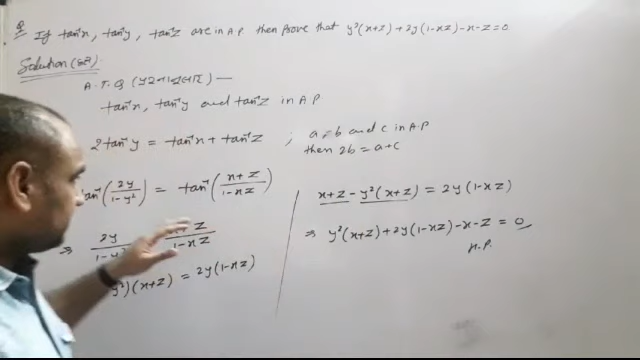 Q If tan⁻¹x, tan⁻¹y, tan⁻¹z are in A.P then prove that y²(x+z)+2y(1-xz)-x-z=0
Solution (हल)
A.T.Q (प्रश्नानुसार) —
tan⁻¹x, tan⁻¹y and tan⁻¹z in A.P.
2tan⁻¹y = tan⁻¹x + tan⁻¹z ; a, b and c in A.P
then 2b = a+c
tan⁻¹(2y/1-y²) = tan⁻¹(x+z/1-xz)
⇒ 2y/1-y² = x+z/1-xz
y²)(x+z) = 2y(1-xz)
x+z-y²(x+z) = 2y(1-xz)
⇒ y²(x+z)+2y(1-xz)-x-z = 0
H.P.